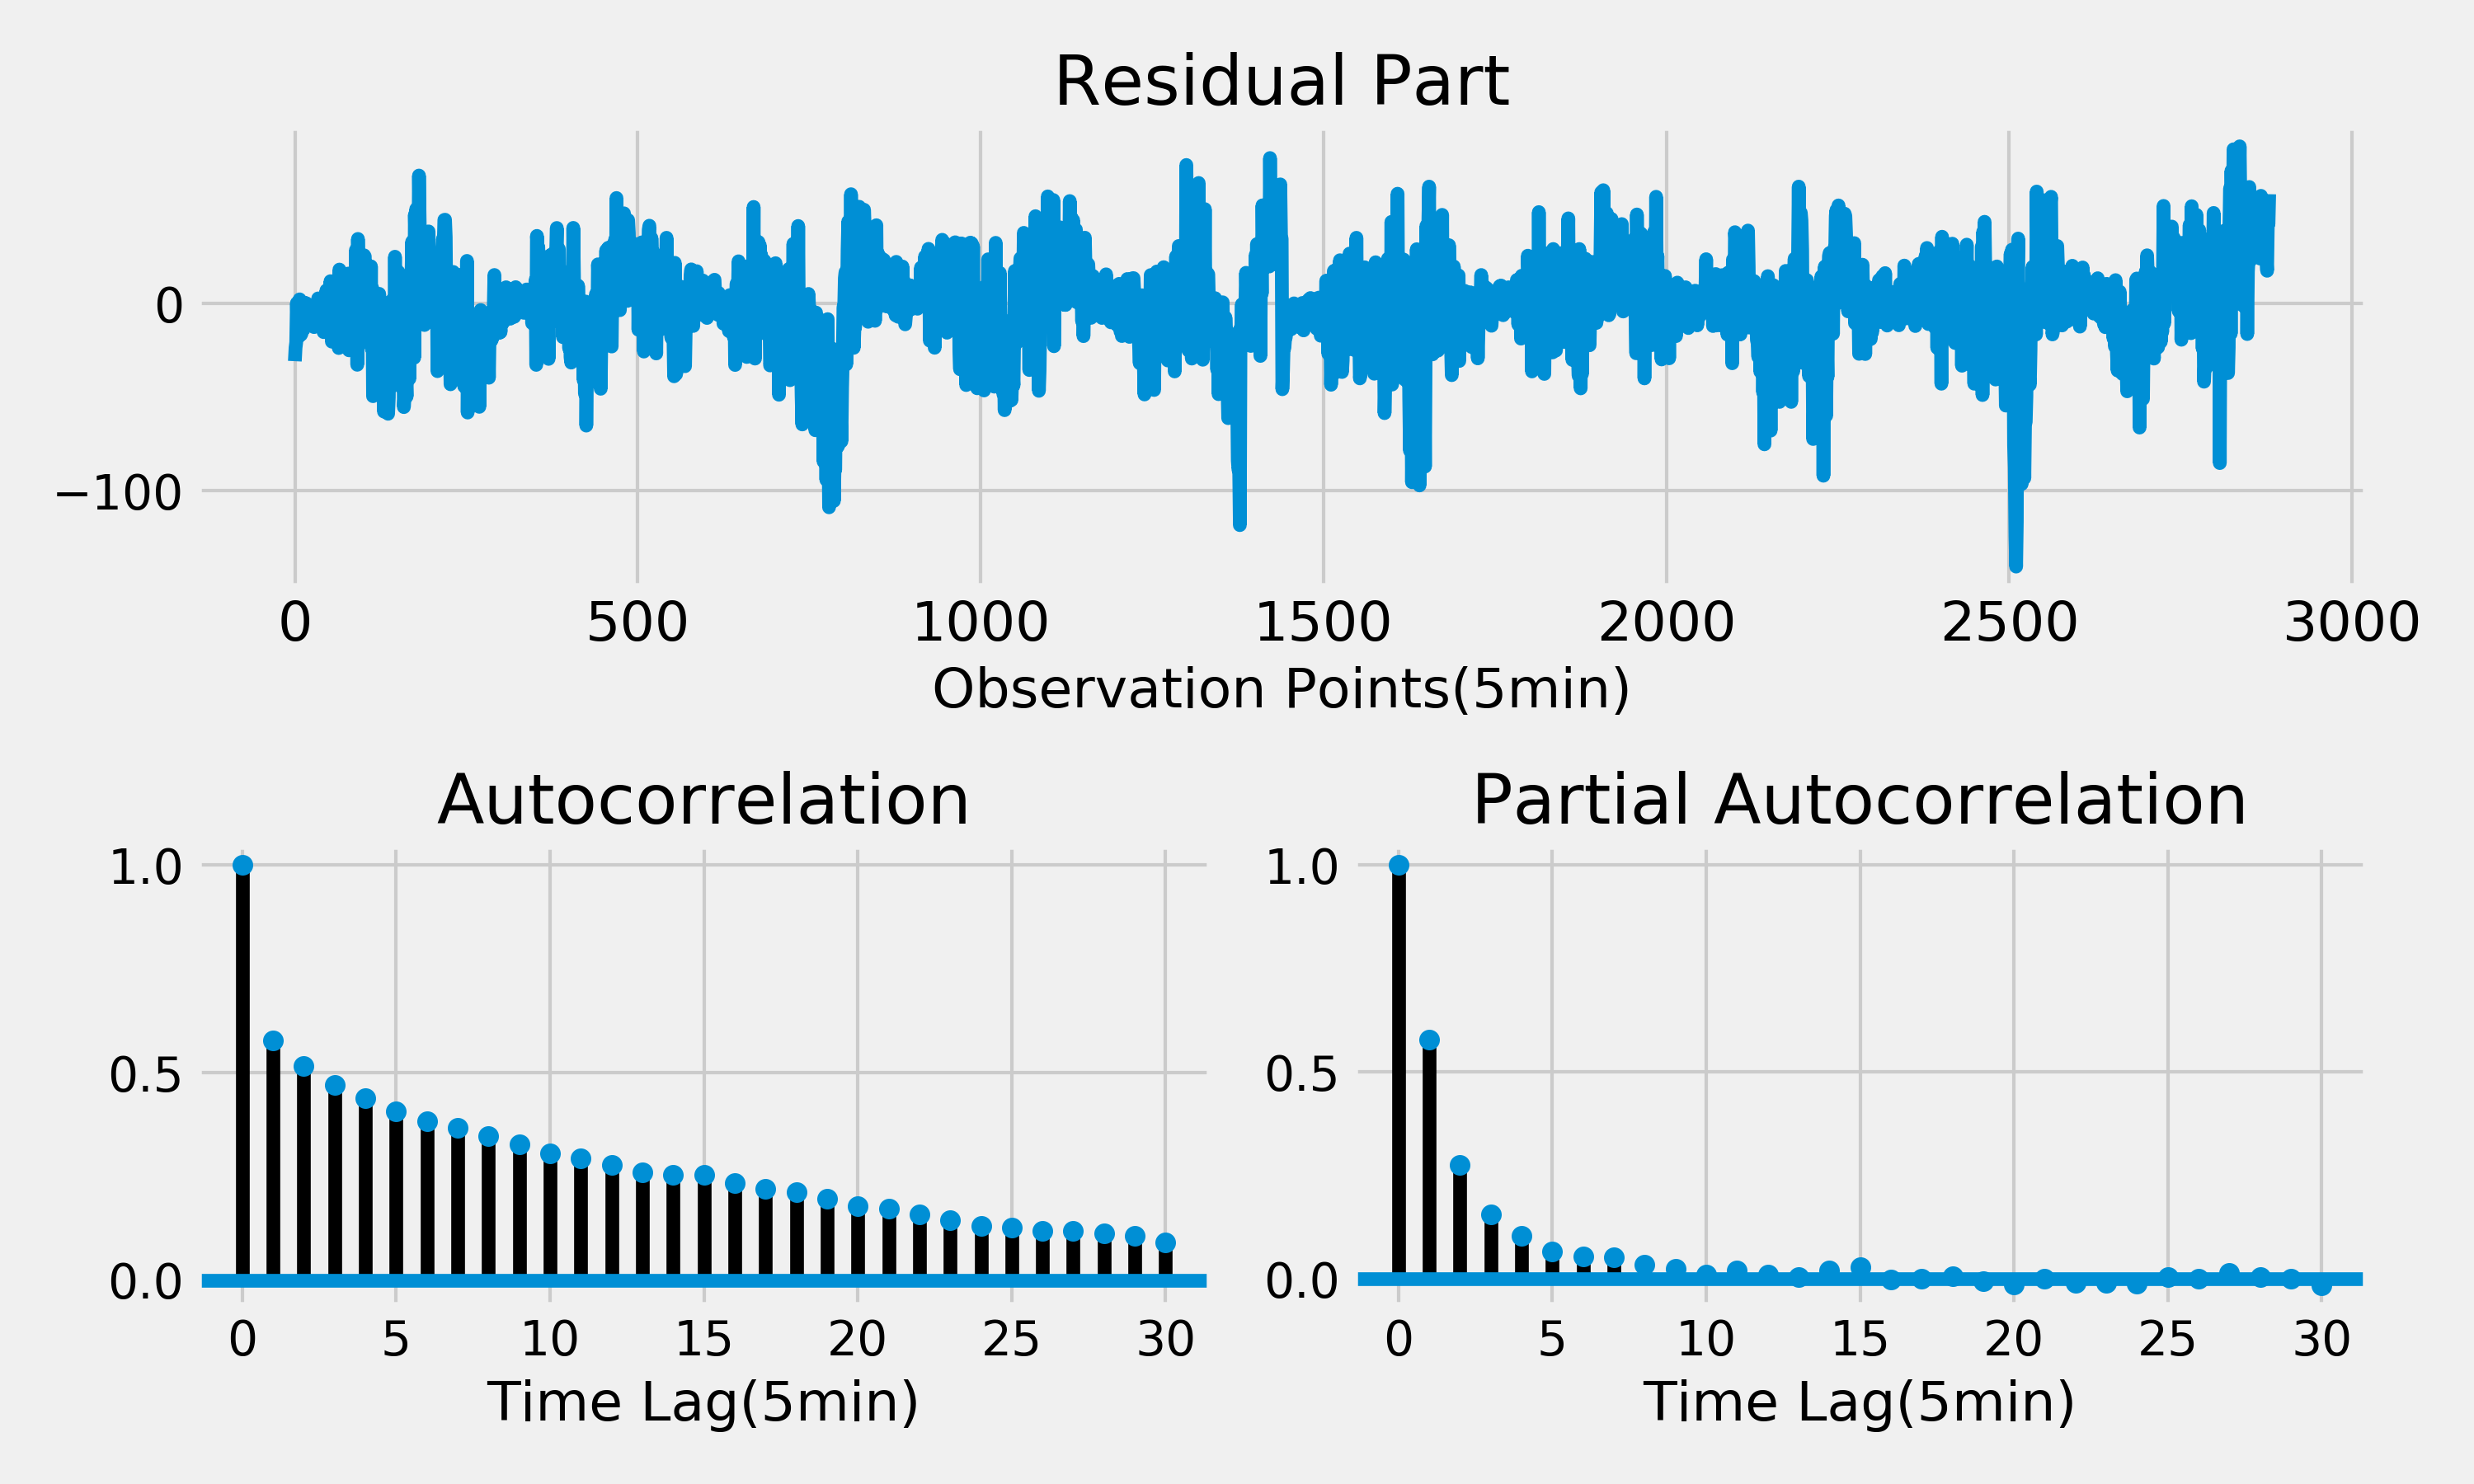 Residual Part
0
−100
0 500 1000 1500 2000 2500 3000
Observation Points(5min)
Autocorrelation
1.0
0.5
0.0
0 5 10 15 20 25 30
Time Lag(5min)
Partial Autocorrelation
1.0
0.5
0.0
0 5 10 15 20 25 30
Time Lag(5min)